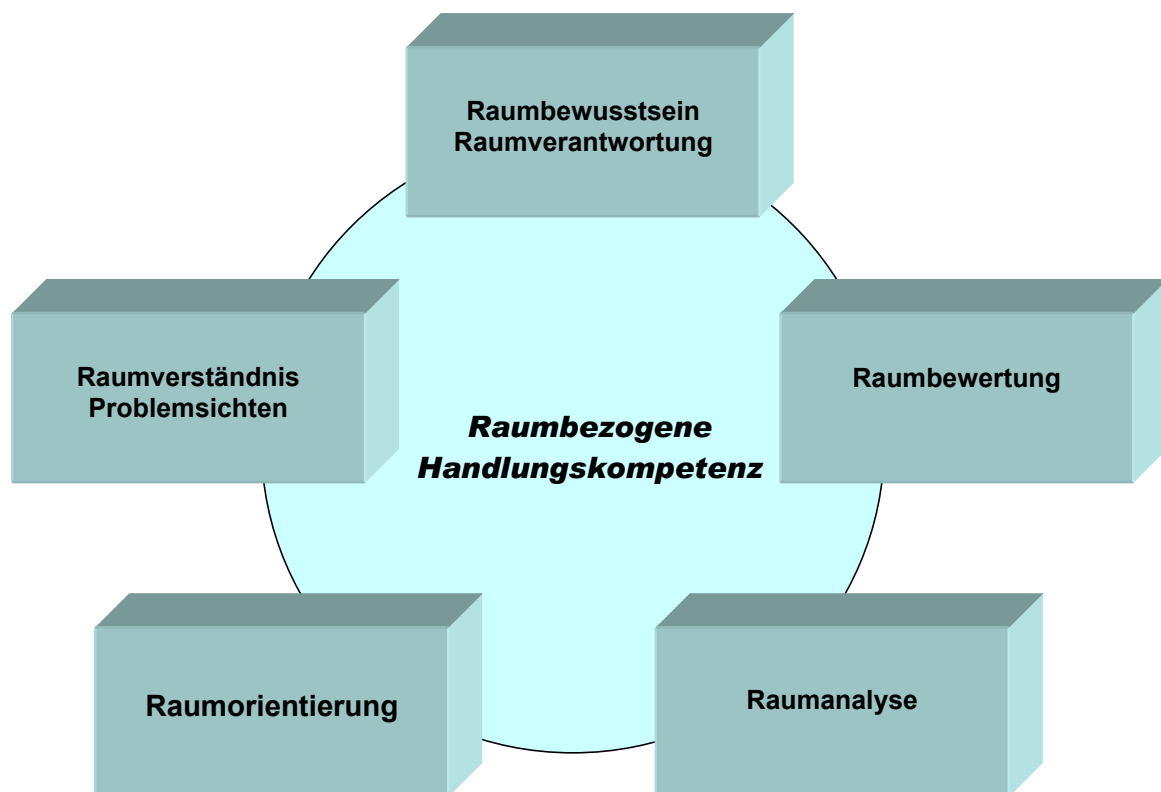 Raumbewusstsein
Raumverantwortung
Raumverständnis
Problemsichten
Raumbewertung
Raumbezogene
Handlungskompetenz
Raumorientierung
Raumanalyse